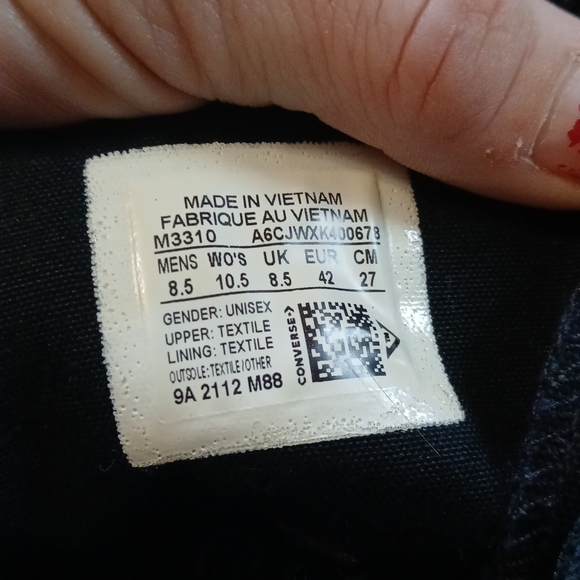 MADE IN VIETNAM
FABRIQUE AU VIETNAM
M3310 A6CJWXK400678
MENS WO'S UK EUR CM
8.5 10.5 8.5 42 27
GENDER: UNISEX
UPPER: TEXTILE
LINING: TEXTILE
OUTSOLE: TEXTILE/OTHER
9A 2112 M88
CONVERSE